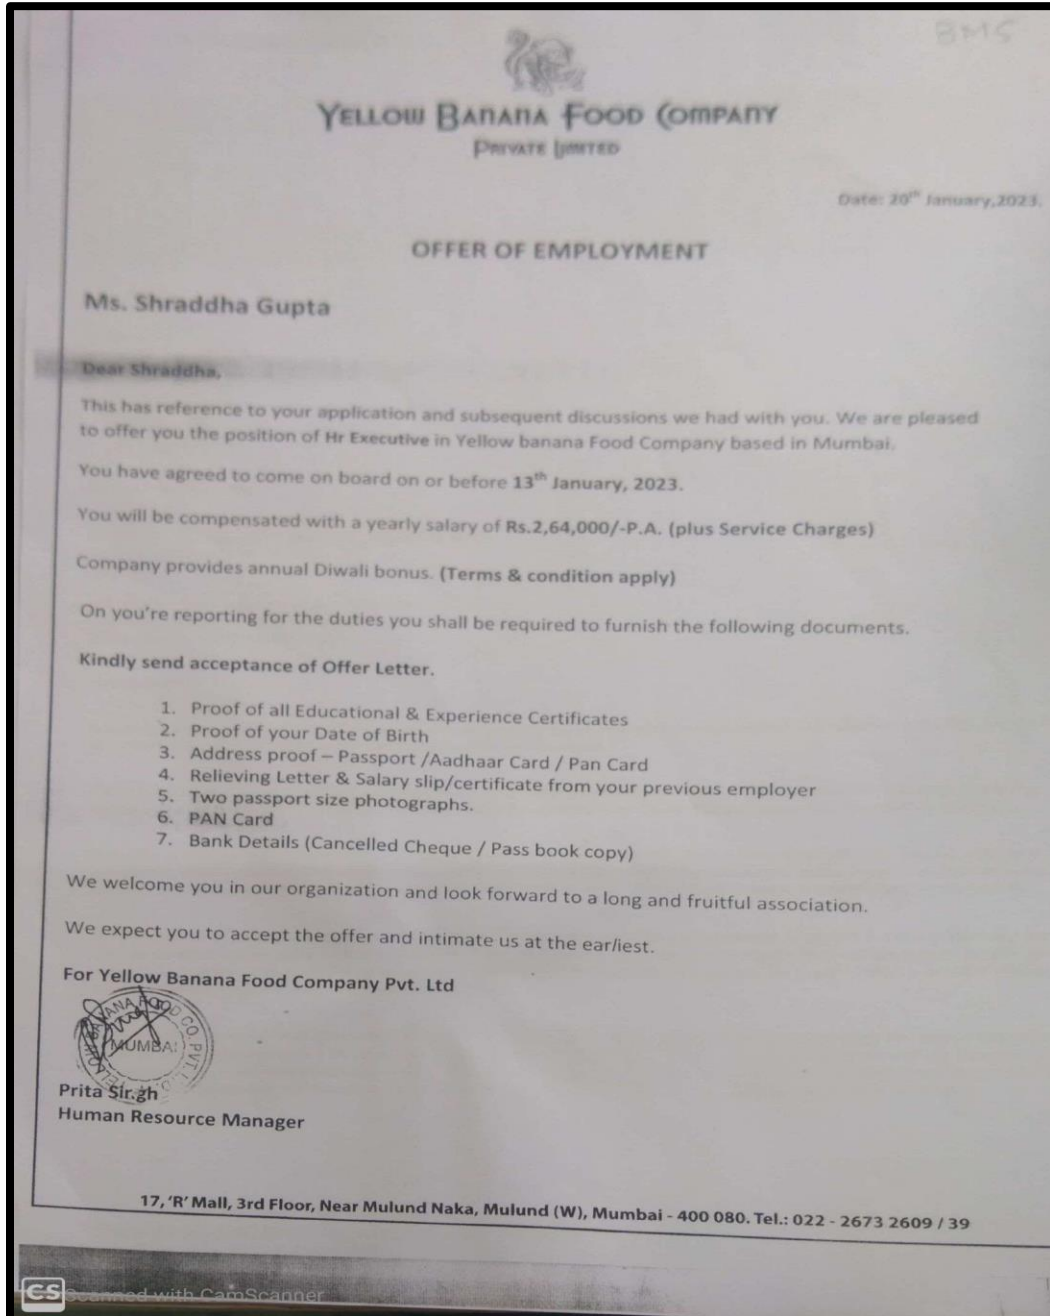 BMS
YELLOW BANANA FOOD COMPANY
PRIVATE LIMITED
Date: 20th January,2023.
OFFER OF EMPLOYMENT
Ms. Shraddha Gupta
Dear Shraddha,
This has reference to your application and subsequent discussions we had with you. We are pleased
to offer you the position of Hr Executive in Yellow banana Food Company based in Mumbai.
You have agreed to come on board on or before 13th January, 2023.
You will be compensated with a yearly salary of Rs.2,64,000/-P.A. (plus Service Charges)
Company provides annual Diwali bonus. (Terms & condition apply)
On you're reporting for the duties you shall be required to furnish the following documents.
Kindly send acceptance of Offer Letter.
1. Proof of all Educational & Experience Certificates
2. Proof of your Date of Birth
3. Address proof – Passport /Aadhaar Card / Pan Card
4. Relieving Letter & Salary slip/certificate from your previous employer
5. Two passport size photographs.
6. PAN Card
7. Bank Details (Cancelled Cheque / Pass book copy)
We welcome you in our organization and look forward to a long and fruitful association.
We expect you to accept the offer and intimate us at the earliest.
For Yellow Banana Food Company Pvt. Ltd
YELLOW BANANA FOOD CO. PVT. LTD.
MUMBAI
Prita Singh
Human Resource Manager
17, 'R' Mall, 3rd Floor, Near Mulund Naka, Mulund (W), Mumbai - 400 080. Tel.: 022 - 2673 2609 / 39
CS Scanned with CamScanner